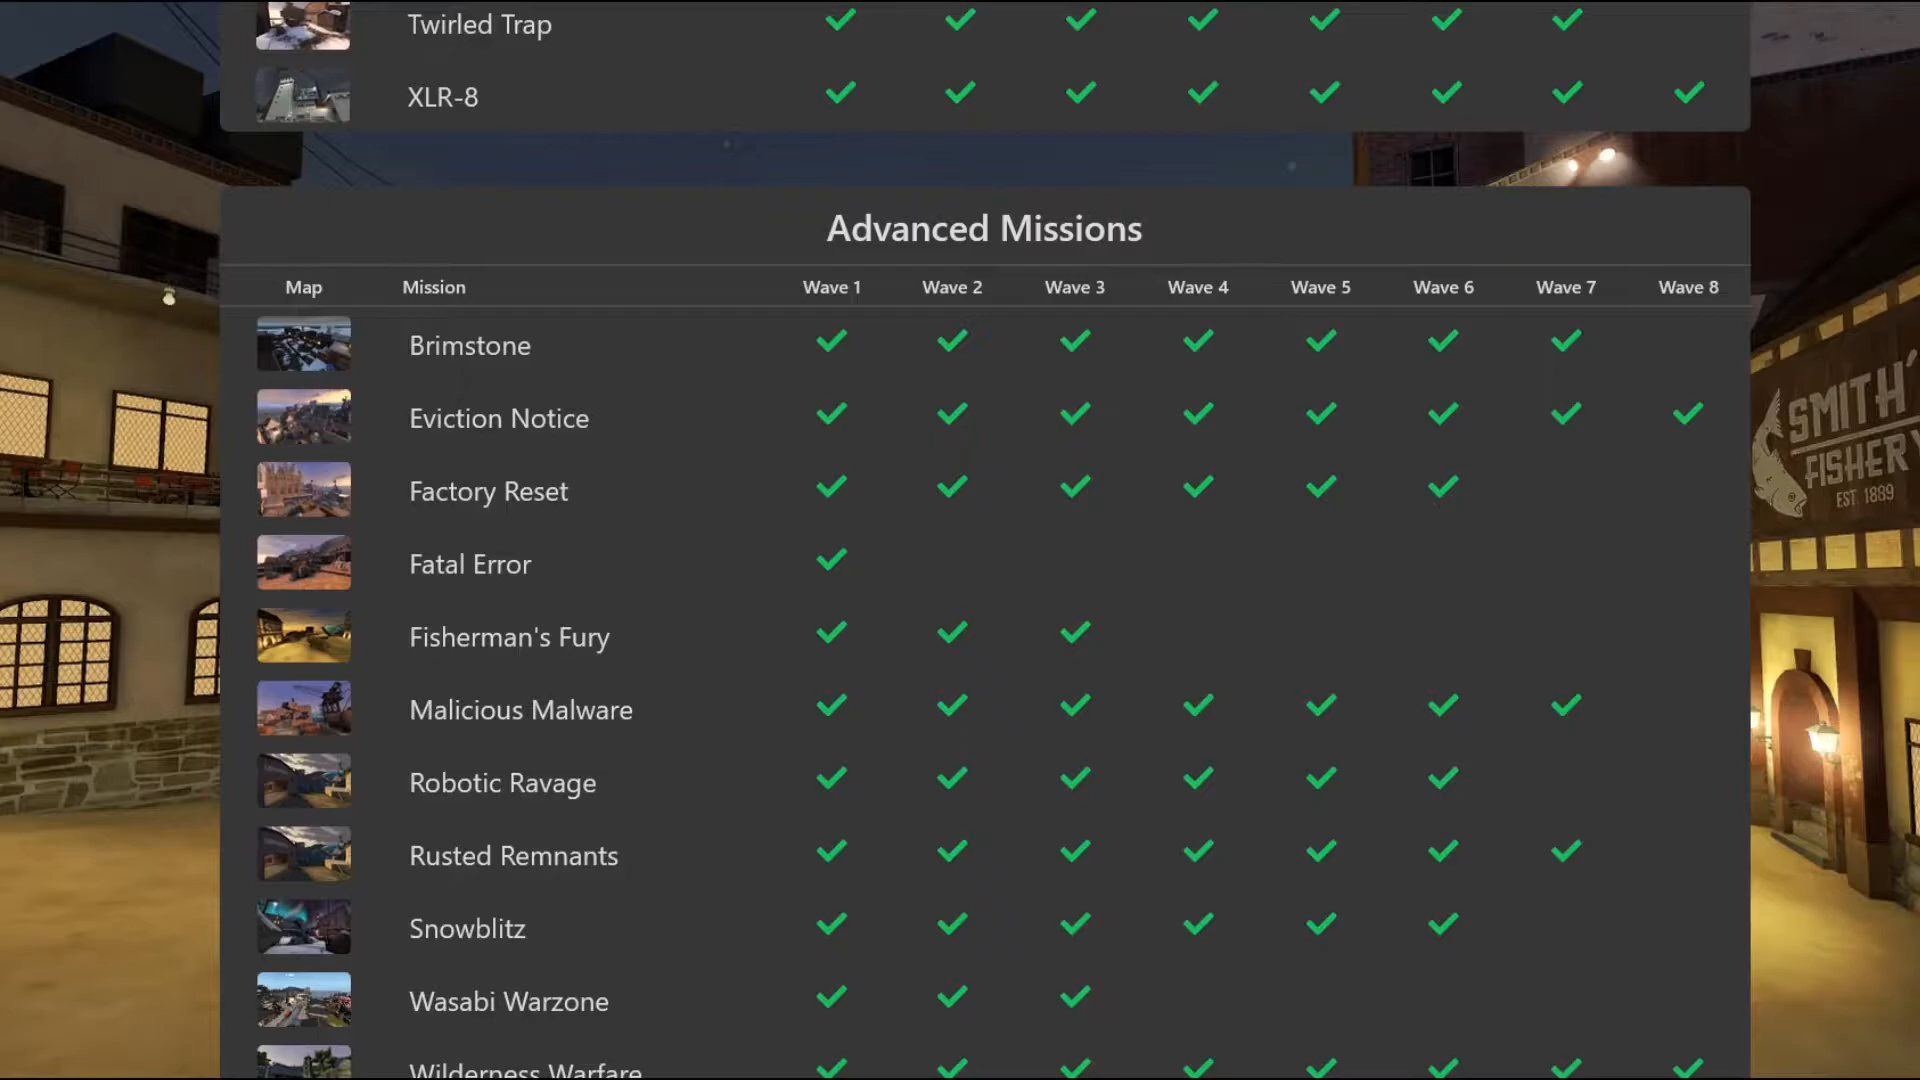 Twirled Trap
XLR-8
Advanced Missions
Map Mission Wave 1 Wave 2 Wave 3 Wave 4 Wave 5 Wave 6 Wave 7 Wave 8
Brimstone
Eviction Notice
Factory Reset
Fatal Error
Fisherman's Fury
Malicious Malware
Robotic Ravage
Rusted Remnants
Snowblitz
Wasabi Warzone
Wilderness Warfare
SMITH'
FISHERY
EST. 1889